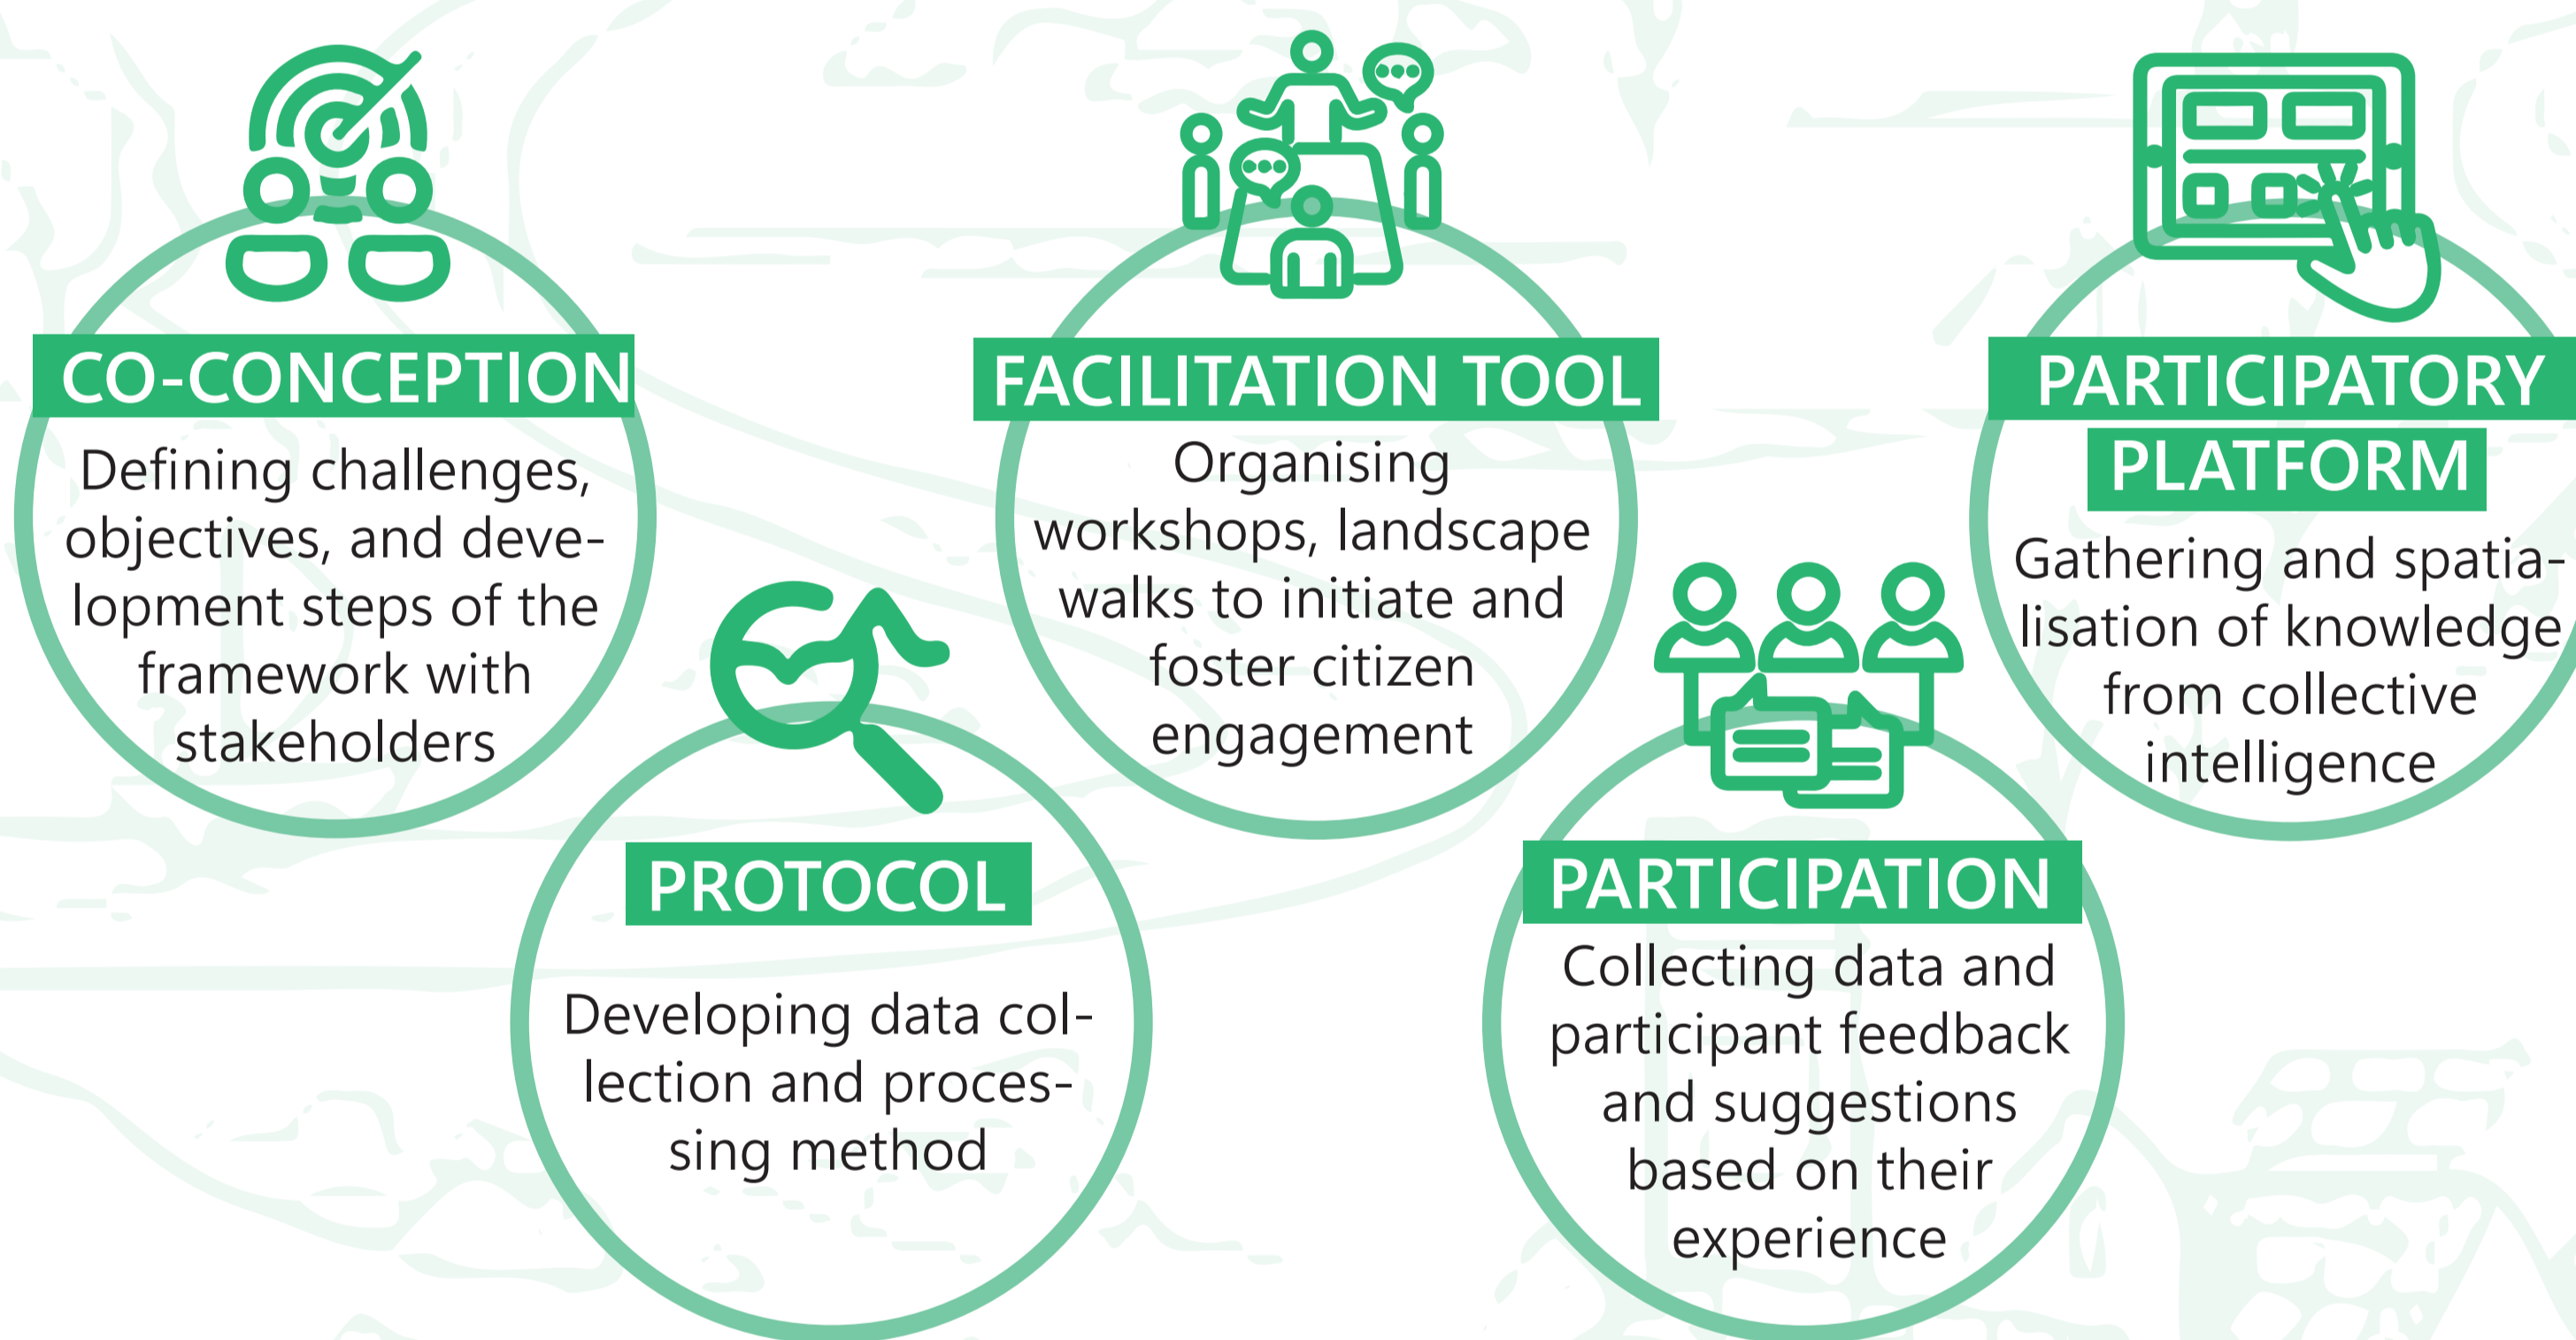 CO-CONCEPTION
Defining challenges,
objectives, and deve-
lopment steps of the
framework with
stakeholders
PROTOCOL
Developing data col-
lection and proces-
sing method
FACILITATION TOOL
Organising
workshops, landscape
walks to initiate and
foster citizen
engagement
PARTICIPATION
Collecting data and
participant feedback
and suggestions
based on their
experience
PARTICIPATORY
PLATFORM
Gathering and spatia-
lisation of knowledge
from collective
intelligence